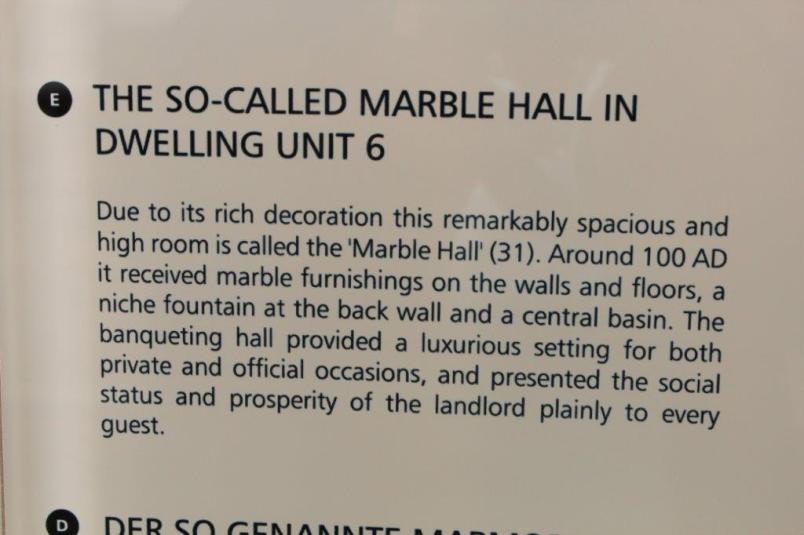 E THE SO-CALLED MARBLE HALL IN
DWELLING UNIT 6
Due to its rich decoration this remarkably spacious and
high room is called the 'Marble Hall' (31). Around 100 AD
it received marble furnishings on the walls and floors, a
niche fountain at the back wall and a central basin. The
banqueting hall provided a luxurious setting for both
private and official occasions, and presented the social
status and prosperity of the landlord plainly to every
guest.
D DER SO GENANNTE